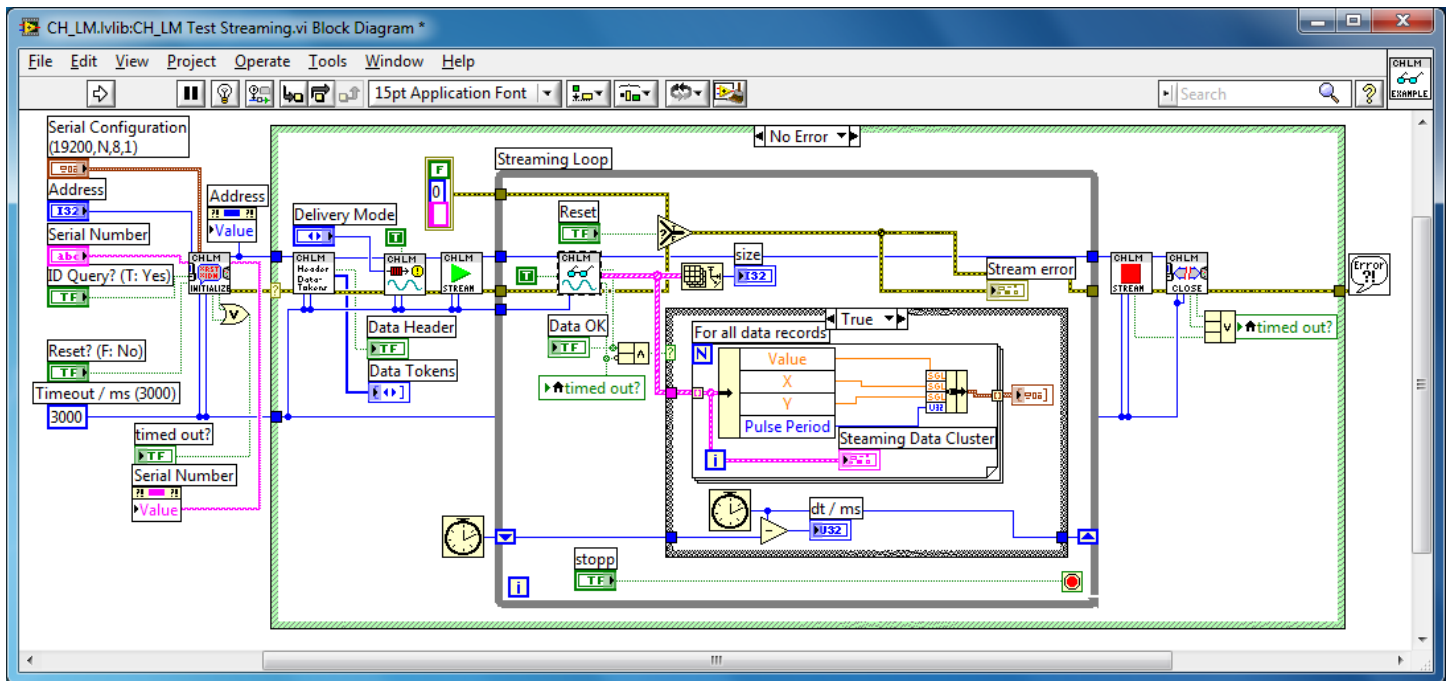 CH_LM.lvlib:CH_LM Test Streaming.vi Block Diagram *
File Edit View Project Operate Tools Window Help
15pt Application Font
Search
CHLM
EXAMPLE
Serial Configuration
(19200,N,8,1)
Address
I32
Serial Number
abc
ID Query? (T: Yes)
TF
Reset? (F: No)
TF
Timeout / ms (3000)
3000
timed out?
TF
Serial Number
Value
Address
Value
CHLM
*RST
*IDN
INITIALIZE
V
No Error
Delivery Mode
T
CHLM
Header
Data-
Tokens
CHLM
CHLM
STREAM
Data Header
TF
Data Tokens
F
0
Streaming Loop
Reset
TF
T
CHLM
size
I32
Stream error
Data OK
TF
timed out?
True
For all data records
N
Value
X
Y
Pulse Period
SGL
SGL
SGL
U32
Steaming Data Cluster
i
dt / ms
U32
stopp
TF
i
CHLM
STREAM
CHLM
CLOSE
timed out?
Error
?!